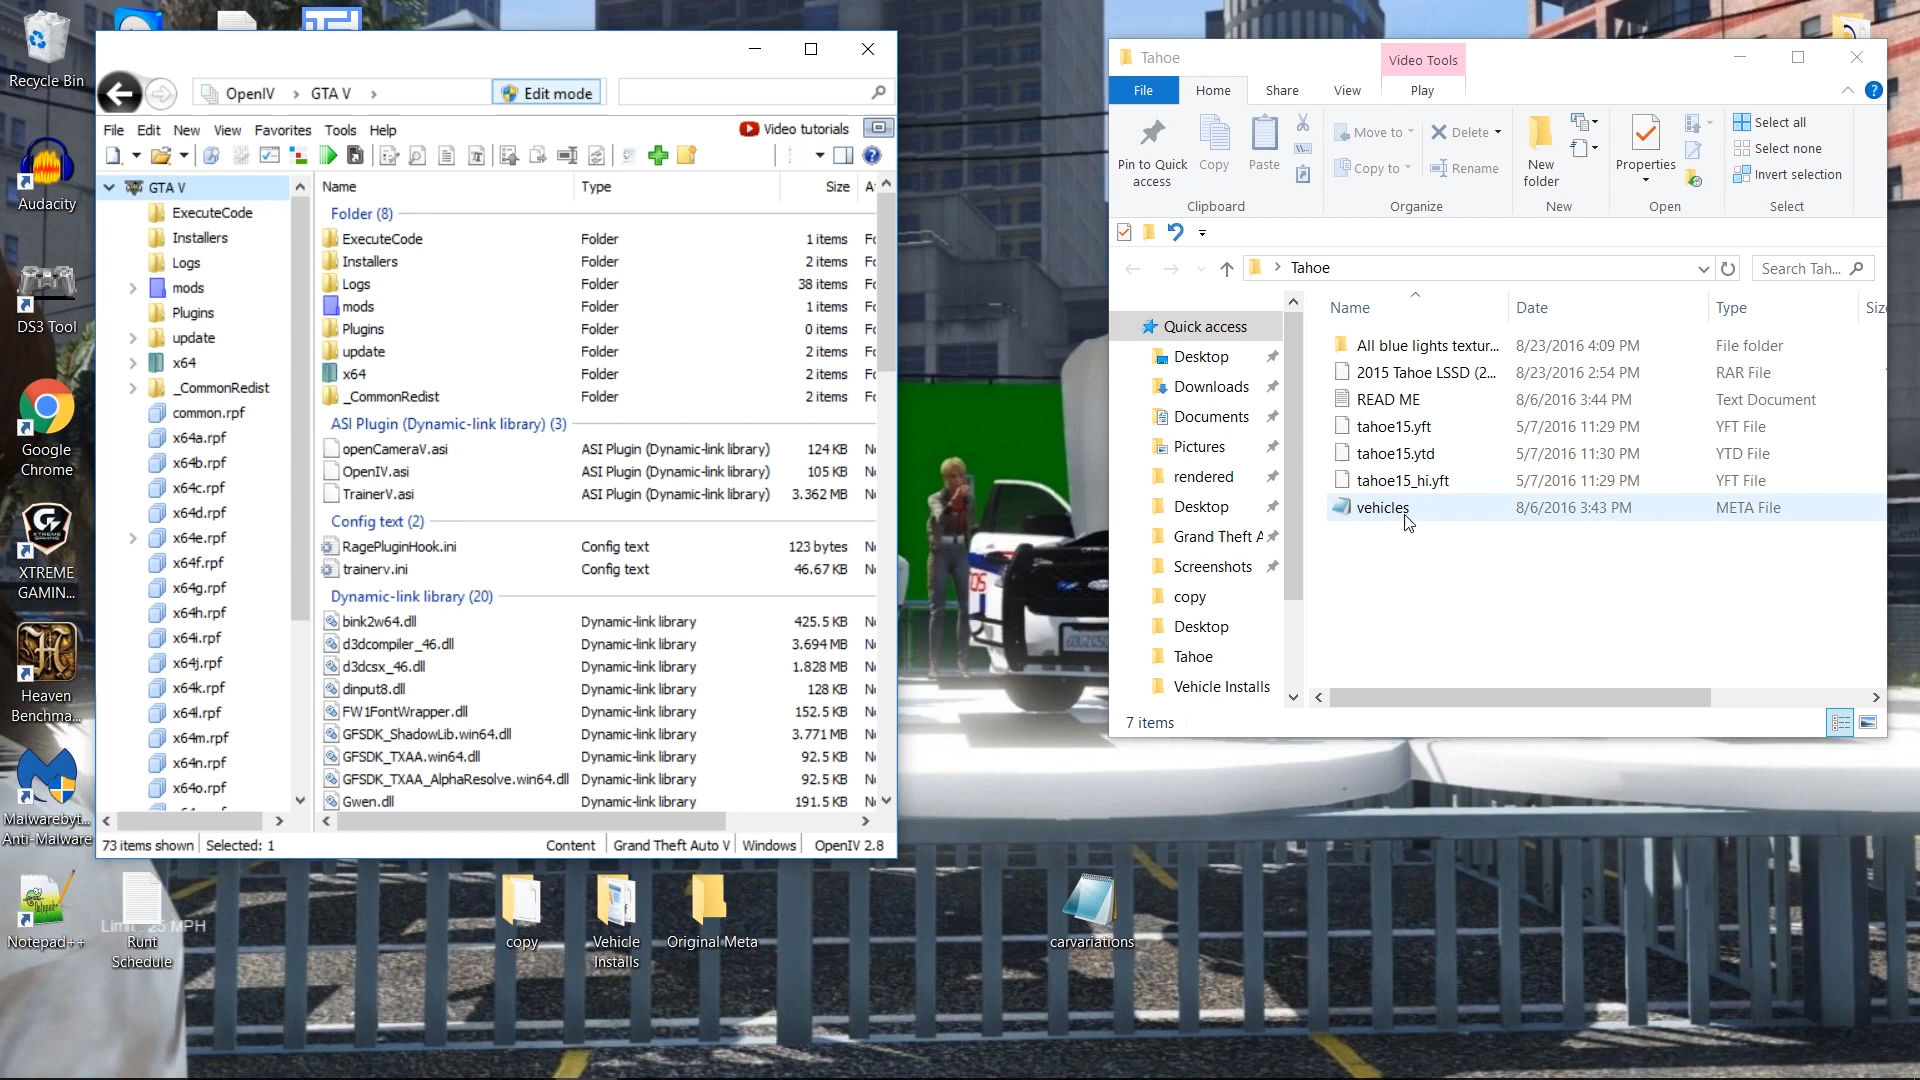 Recycle Bin
Audacity
DS3 Tool
Google
Chrome
XTREME
GAMIN...
Heaven
Benchma...
Malwarebyt...
Anti-Malware
Notepad++
Limit : 25 MPH
Runt
Schedule
copy
Vehicle
Installs
Original Meta
carvariations
OpenIV
GTA V
Edit mode
File Edit New View Favorites Tools Help
Video tutorials
GTA V
ExecuteCode
Installers
Logs
mods
Plugins
update
x64
_CommonRedist
common.rpf
x64a.rpf
x64b.rpf
x64c.rpf
x64d.rpf
x64e.rpf
x64f.rpf
x64g.rpf
x64h.rpf
x64i.rpf
x64j.rpf
x64k.rpf
x64l.rpf
x64m.rpf
x64n.rpf
x64o.rpf
Name Type Size
Folder (8)
ExecuteCode Folder 1 items
Installers Folder 2 items
Logs Folder 38 items
mods Folder 1 items
Plugins Folder 0 items
update Folder 2 items
x64 Folder 2 items
_CommonRedist Folder 2 items
ASI Plugin (Dynamic-link library) (3)
openCameraV.asi ASI Plugin (Dynamic-link library) 124 KB
OpenIV.asi ASI Plugin (Dynamic-link library) 105 KB
TrainerV.asi ASI Plugin (Dynamic-link library) 3.362 MB
Config text (2)
RagePluginHook.ini Config text 123 bytes
trainerv.ini Config text 46.67 KB
Dynamic-link library (20)
bink2w64.dll Dynamic-link library 425.5 KB
d3dcompiler_46.dll Dynamic-link library 3.694 MB
d3dcsx_46.dll Dynamic-link library 1.828 MB
dinput8.dll Dynamic-link library 128 KB
FW1FontWrapper.dll Dynamic-link library 152.5 KB
GFSDK_ShadowLib.win64.dll Dynamic-link library 3.771 MB
GFSDK_TXAA.win64.dll Dynamic-link library 92.5 KB
GFSDK_TXAA_AlphaResolve.win64.dll Dynamic-link library 92.5 KB
Gwen.dll Dynamic-link library 191.5 KB
73 items shown Selected: 1 Content Grand Theft Auto V Windows OpenIV 2.8
Tahoe
Video Tools
File Home Share View Play
Pin to Quick
access
Copy
Paste
Clipboard
Move to
Copy to
Delete
Rename
Organize
New
folder
New
Properties
Open
Select all
Select none
Invert selection
Select
Tahoe
Search Tah...
Quick access
Desktop
Downloads
Documents
Pictures
rendered
Desktop
Grand Theft A
Screenshots
copy
Desktop
Tahoe
Vehicle Installs
Name Date Type Siz
All blue lights textur... 8/23/2016 4:09 PM File folder
2015 Tahoe LSSD (2... 8/23/2016 2:54 PM RAR File
READ ME 8/6/2016 3:44 PM Text Document
tahoe15.yft 5/7/2016 11:29 PM YFT File
tahoe15.ytd 5/7/2016 11:30 PM YTD File
tahoe15_hi.yft 5/7/2016 11:29 PM YFT File
vehicles 8/6/2016 3:43 PM META File
7 items